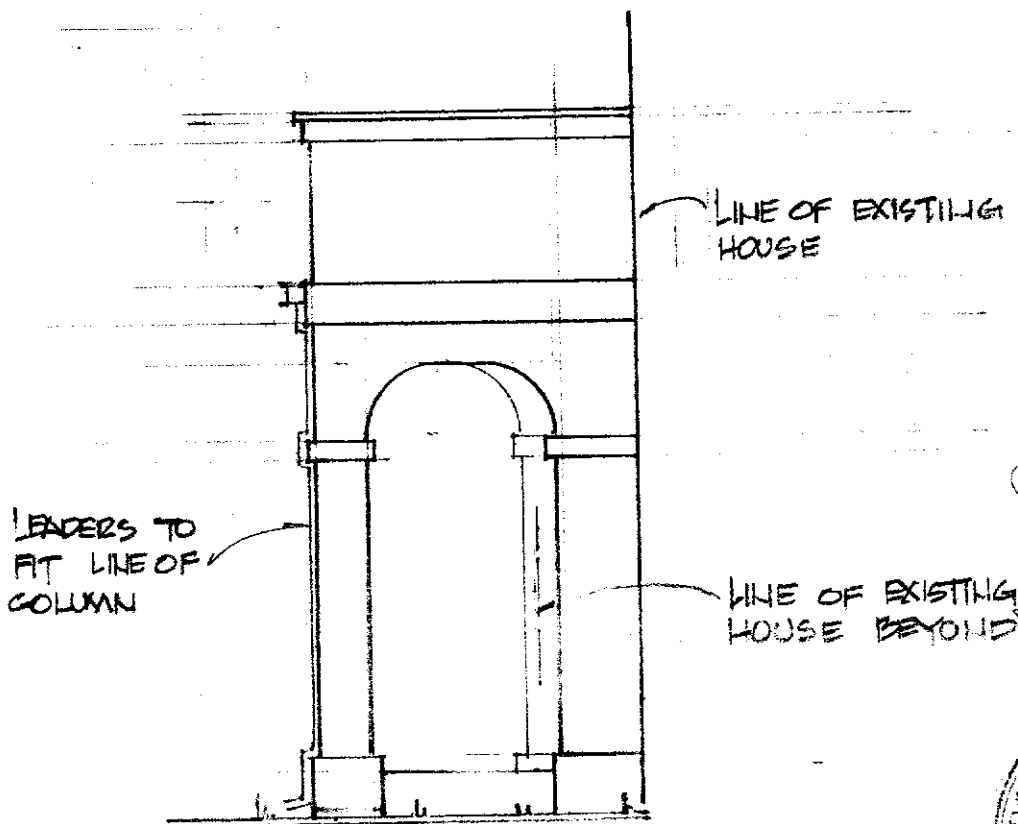 LINE OF EXISTING
HOUSE
LEADERS TO
FIT LINE OF
COLUMN
LINE OF EXISTING
HOUSE BEYOND